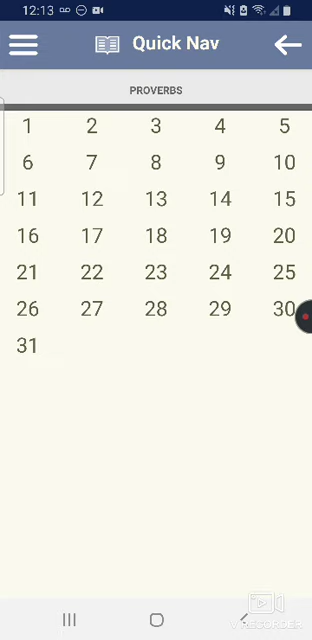 12:13
Quick Nav
PROVERBS
1 2 3 4 5
6 7 8 9 10
11 12 13 14 15
16 17 18 19 20
21 22 23 24 25
26 27 28 29 30
31
VRECORDER